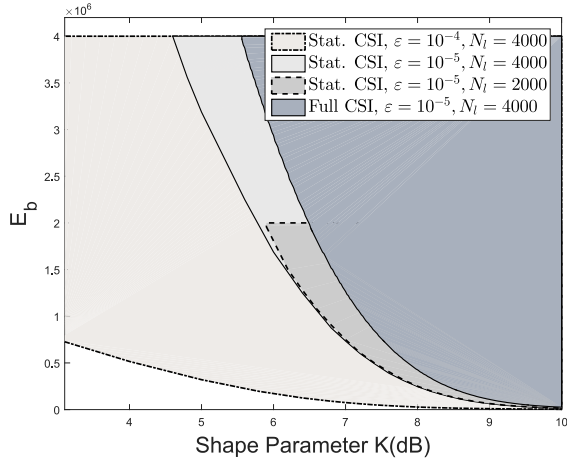 ×10⁶
Stat. CSI, ε = 10⁻⁴, N_l = 4000
Stat. CSI, ε = 10⁻⁵, N_l = 4000
Stat. CSI, ε = 10⁻⁵, N_l = 2000
Full CSI, ε = 10⁻⁵, N_l = 4000
4
3.5
3
2.5
2
1.5
1
0.5
0
E_b
4 5 6 7 8 9 10
Shape Parameter K(dB)